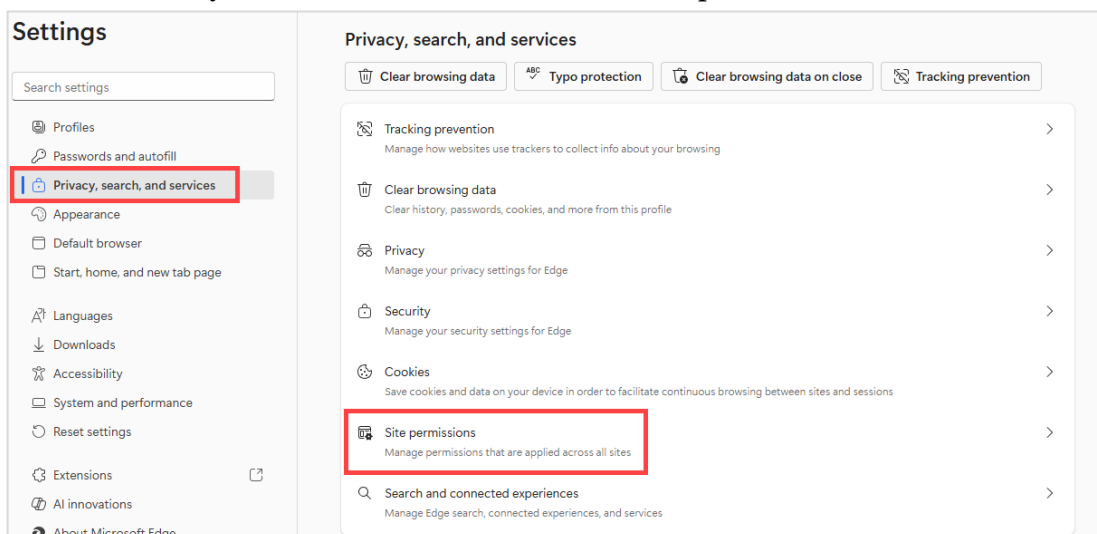 Settings
Search settings
Profiles
Passwords and autofill
Privacy, search, and services
Appearance
Default browser
Start, home, and new tab page
Languages
Downloads
Accessibility
System and performance
Reset settings
Extensions
AI innovations
About Microsoft Edge
Privacy, search, and services
Clear browsing data
ABC Typo protection
Clear browsing data on close
Tracking prevention
Tracking prevention
Manage how websites use trackers to collect info about your browsing
Clear browsing data
Clear history, passwords, cookies, and more from this profile
Privacy
Manage your privacy settings for Edge
Security
Manage your security settings for Edge
Cookies
Save cookies and data on your device in order to facilitate continuous browsing between sites and sessions
Site permissions
Manage permissions that are applied across all sites
Search and connected experiences
Manage Edge search, connected experiences, and services